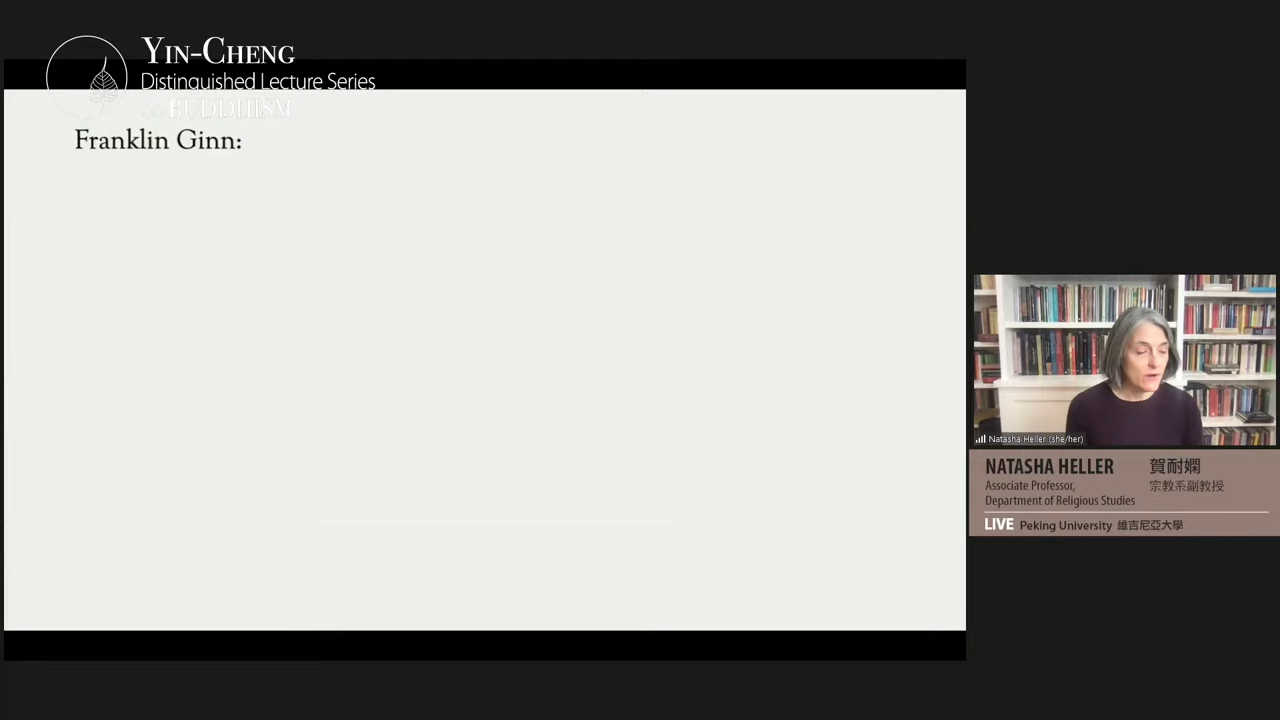 YIN-CHENG
Distinguished Lecture Series
on BUDDHISM
Franklin Ginn:
Natasha Heller (she/her)
NATASHA HELLER 賀耐嫻
Associate Professor, 宗教系副教授
Department of Religious Studies
LIVE Peking University 維吉尼亞大學